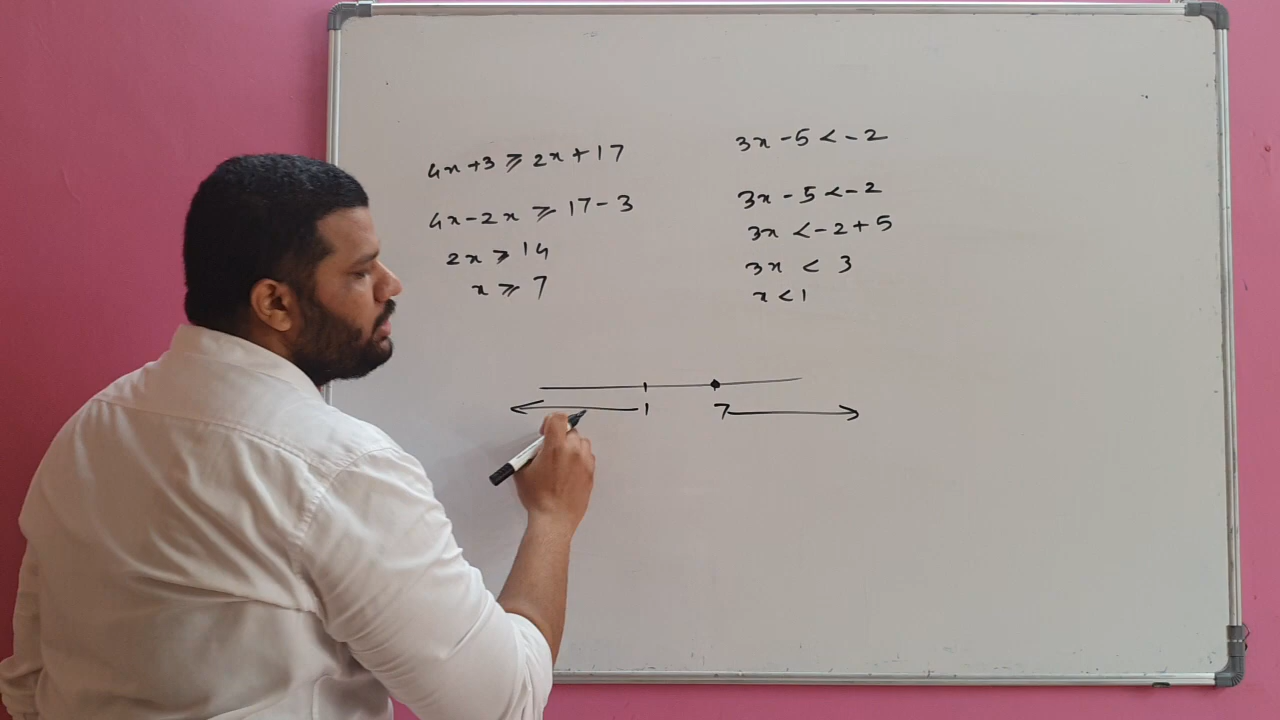 4x+3 ⩾ 2x+17
4x-2x ⩾ 17-3
2x ⩾ 14
x ⩾ 7
3x-5<-2
3x-5<-2
3x <-2+5
3x < 3
x<1
1 7